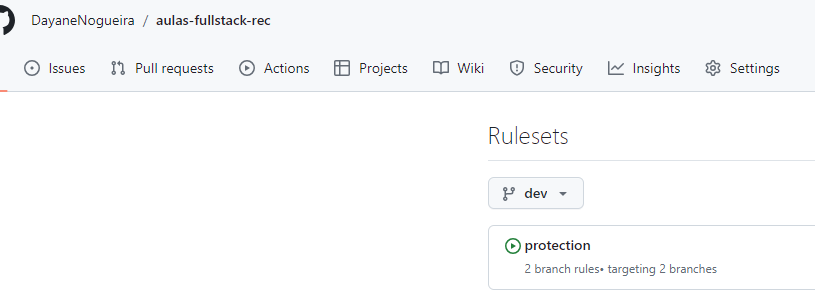 DayaneNogueira / aulas-fullstack-rec
Issues Pull requests Actions Projects Wiki Security Insights Settings
Rulesets
dev
protection
2 branch rules• targeting 2 branches